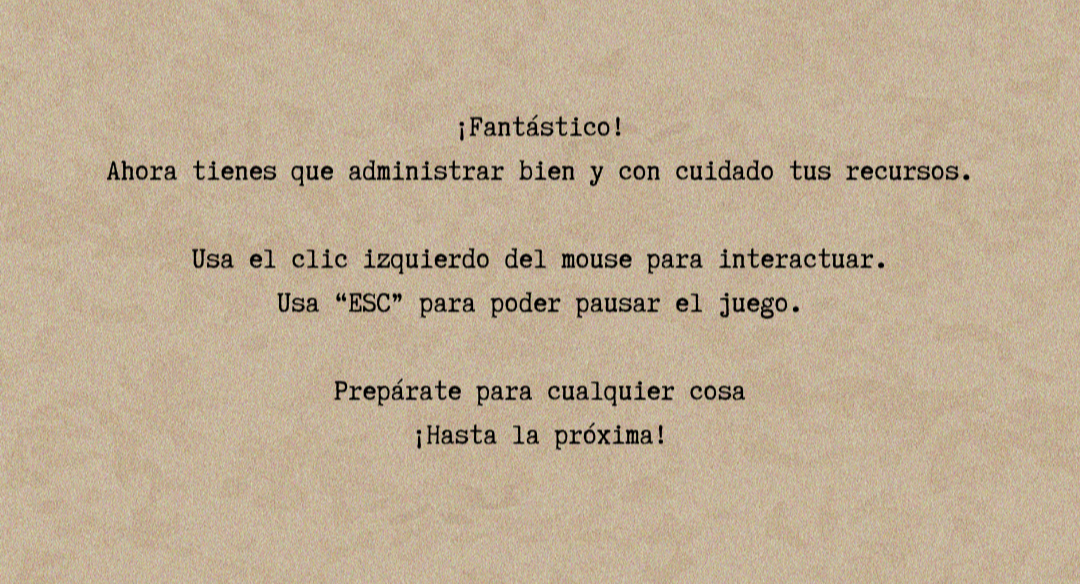 ¡Fantástico!
Ahora tienes que administrar bien y con cuidado tus recursos.
Usa el clic izquierdo del mouse para interactuar.
Usa “ESC” para poder pausar el juego.
Prepárate para cualquier cosa
¡Hasta la próxima!